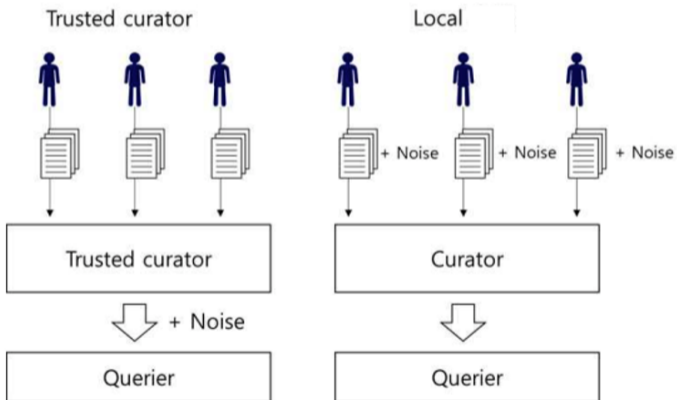 Trusted curator
Local
+ Noise
+ Noise
+ Noise
Trusted curator
Curator
+ Noise
Querier
Querier